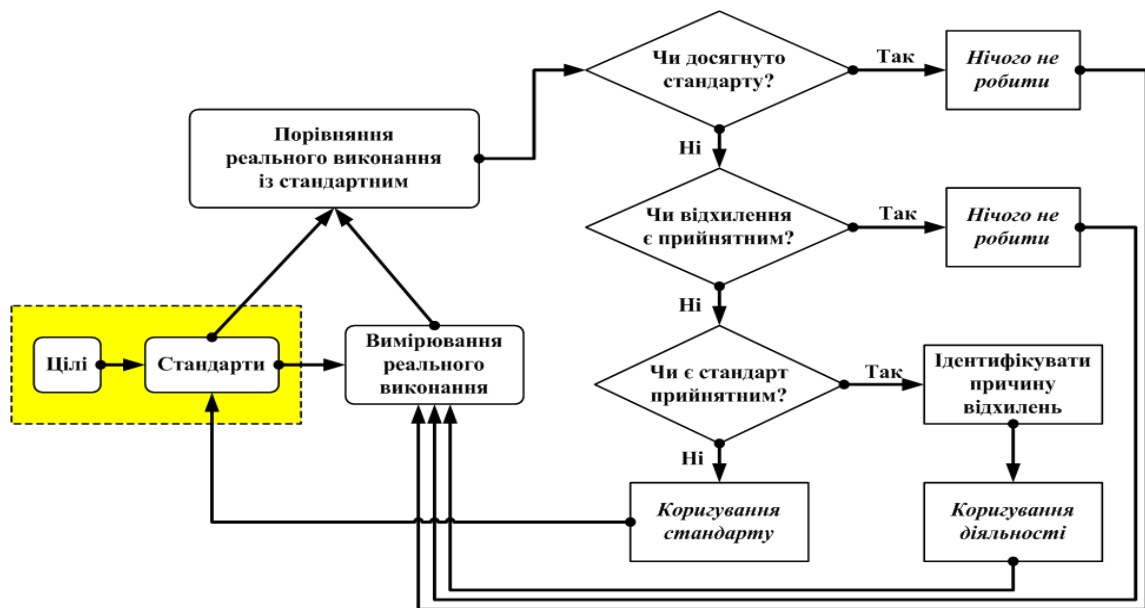 Чи досягнуто
стандарту?
Так
Нічого не
робити
Порівняння
реального виконання
із стандартним
Ні
Чи відхилення
є прийнятним?
Так
Нічого не
робити
Ні
Цілі
Стандарти
Вимірювання
реального
виконання
Чи є стандарт
прийнятним?
Так
Ідентифікувати
причину
відхилень
Ні
Коригування
стандарту
Коригування
діяльності